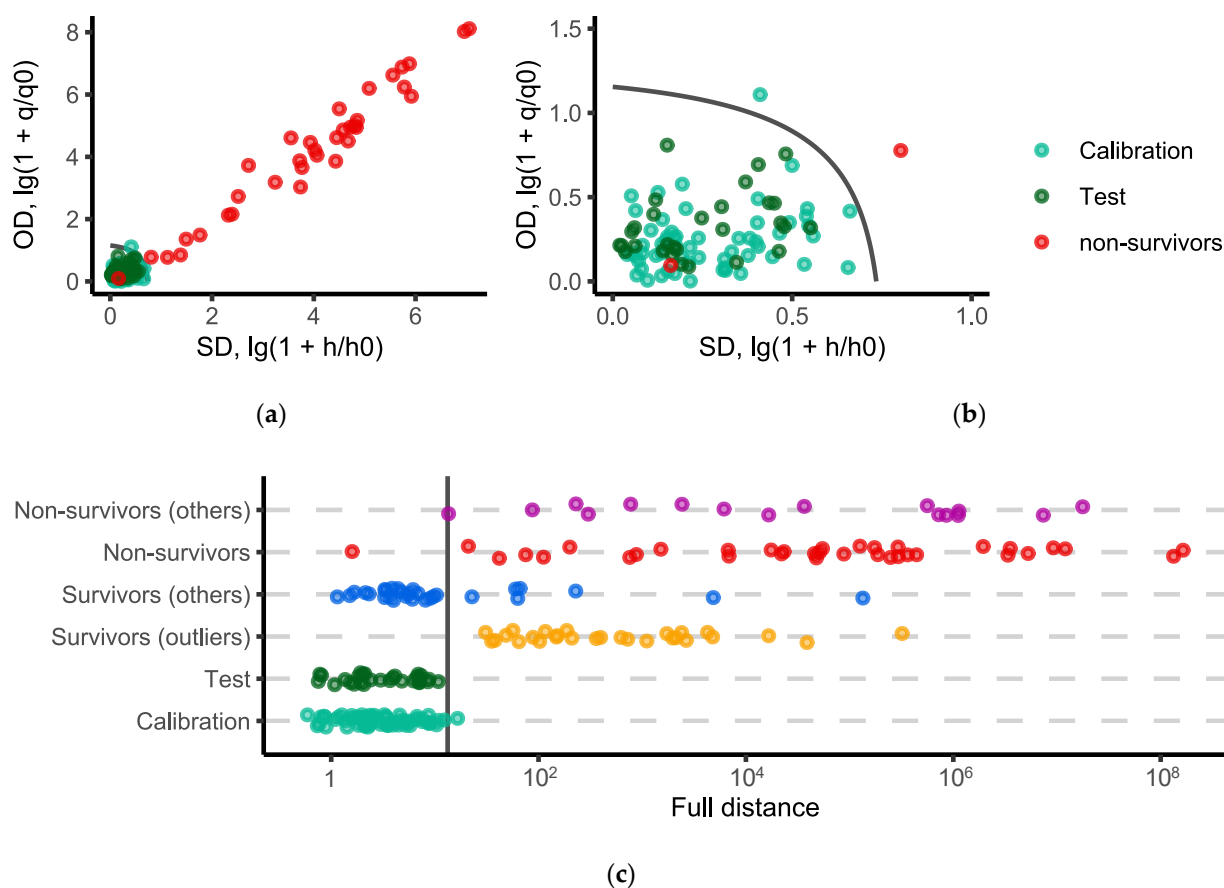 OD, lg(1 + q/q0)
8
6
4
2
0
0 2 4 6
SD, lg(1 + h/h0)
(a)
OD, lg(1 + q/q0)
1.5
1.0
0.5
0.0
0.0 0.5 1.0
SD, lg(1 + h/h0)
(b)
Calibration
Test
non-survivors
Non-survivors (others)
Non-survivors
Survivors (others)
Survivors (outliers)
Test
Calibration
1 10² 10⁴ 10⁶ 10⁸
Full distance
(c)